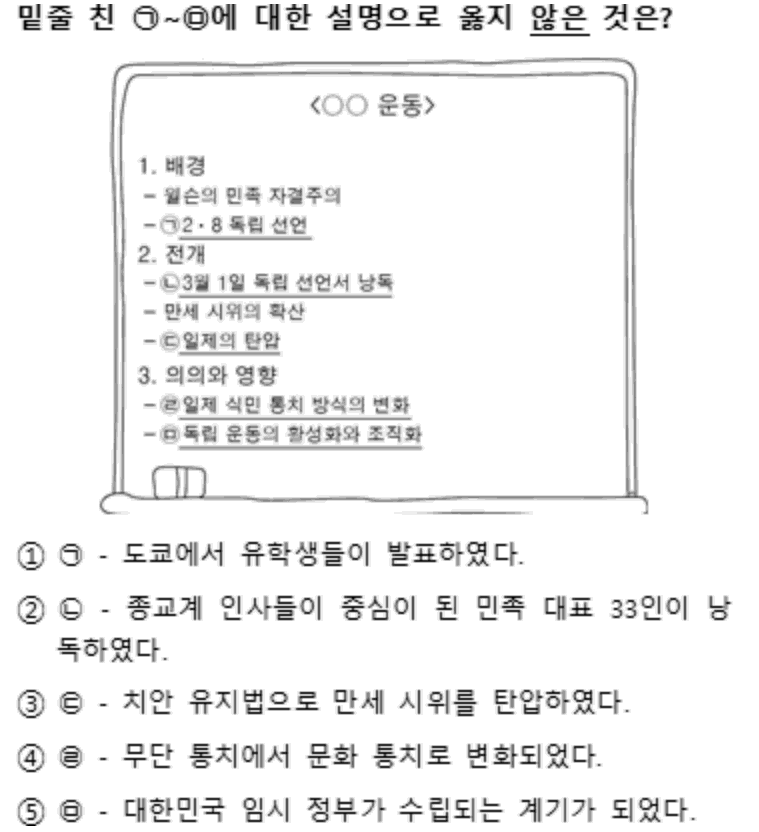 밑줄 친 ㉠~㉤에 대한 설명으로 옳지 않은 것은?
<○○ 운동>
1. 배경
- 윌슨의 민족 자결주의
- ㉠2·8 독립 선언
2. 전개
- ㉡3월 1일 독립 선언서 낭독
- 만세 시위의 확산
- ㉢일제의 탄압
3. 의의와 영향
- ㉣일제 식민 통치 방식의 변화
- ㉤독립 운동의 활성화와 조직화
① ㉠ - 도쿄에서 유학생들이 발표하였다.
② ㉡ - 종교계 인사들이 중심이 된 민족 대표 33인이 낭
독하였다.
③ ㉢ - 치안 유지법으로 만세 시위를 탄압하였다.
④ ㉣ - 무단 통치에서 문화 통치로 변화되었다.
⑤ ㉤ - 대한민국 임시 정부가 수립되는 계기가 되었다.